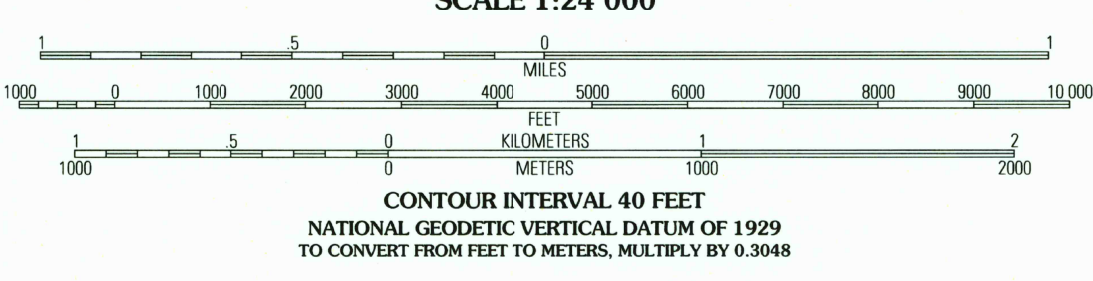 SCALE 1:24 000
1 .5 0 1
MILES
1000 0 1000 2000 3000 4000 5000 6000 7000 8000 9000 10 000
FEET
1 .5 0 KILOMETERS 1 2
1000 0 METERS 1000 2000
CONTOUR INTERVAL 40 FEET
NATIONAL GEODETIC VERTICAL DATUM OF 1929
TO CONVERT FROM FEET TO METERS, MULTIPLY BY 0.3048